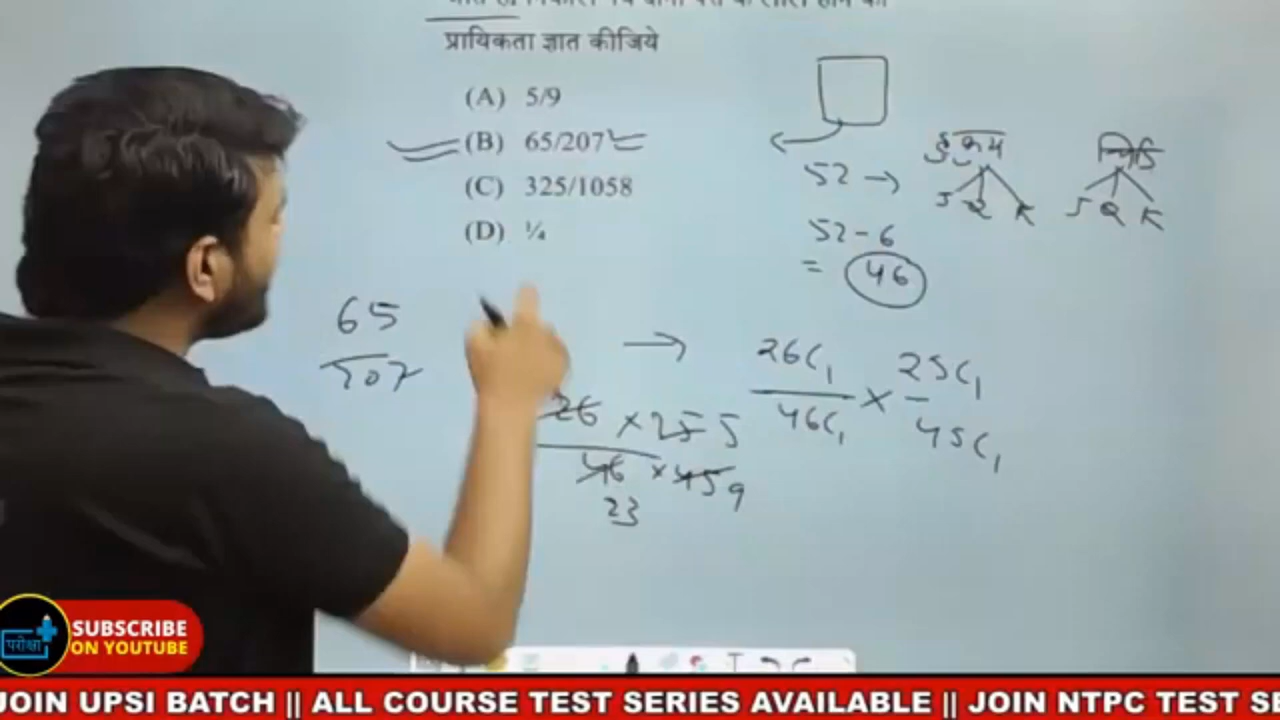 प्रायिकता ज्ञात कीजिये
(A) 5/9
(B) 65/207
(C) 325/1058
(D) ¼
52 →
हुकुम
चिड़ि
J Q K
J Q K
52 - 6
= 46
65
207
→ 26C₁ × 25C₁
46C₁ 45C₁
26 × 25 5
46 × 45 9
23
परीक्षा
SUBSCRIBE
ON YOUTUBE
JOIN UPSI BATCH || ALL COURSE TEST SERIES AVAILABLE || JOIN NTPC TEST SE